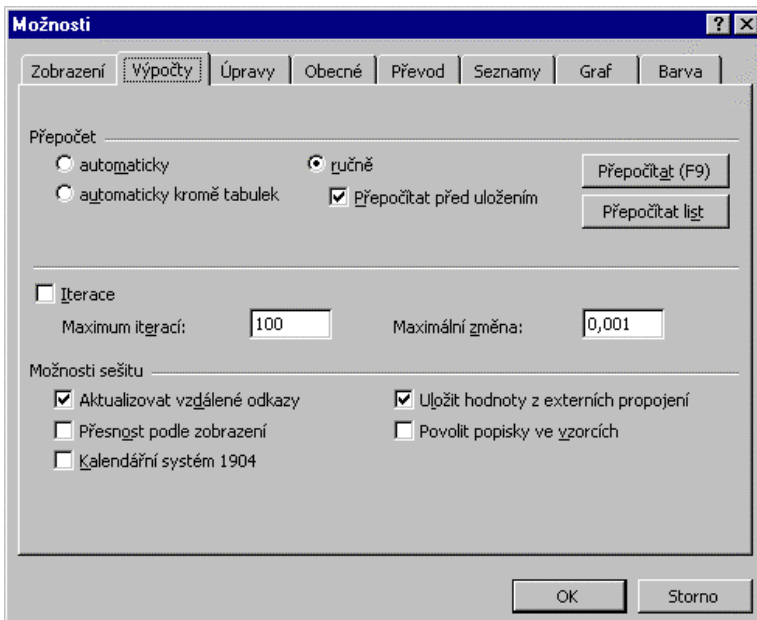 Možnosti
Zobrazení Výpočty Úpravy Obecné Převod Seznamy Graf Barva
Přepočet
automaticky ručně Přepočítat (F9)
automaticky kromě tabulek Přepočítat před uložením
Přepočítat list
Iterace
Maximum iterací: 100 Maximální změna: 0,001
Možnosti sešitu
Aktualizovat vzdálené odkazy Uložit hodnoty z externích propojení
Přesnost podle zobrazení Povolit popisky ve vzorcích
Kalendářní systém 1904
OK Storno